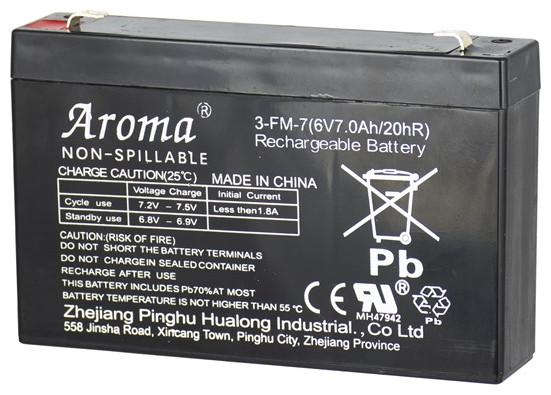 Aroma®
NON-SPILLABLE
3-FM-7(6V7.0Ah/20hR)
Rechargeable Battery
CHARGE CAUTION(25℃) MADE IN CHINA
Voltage Charge Initial Current
Cycle use 7.2V - 7.5V Less then1.8A
Standby use 6.8V - 6.9V
CAUTION:(RISK OF FIRE)
DO NOT SHORT THE BATTERY TERMINALS
DO NOT CHARGEIN SEALED CONTAINER
RECHARGE AFTER USE
THIS BATTERY INCLUDES Pb70%AT MOST
BATTERY TEMPERATURE IS NOT HIGHER THAN 55 ℃
Pb
CE UR®
MH47942
Pb
Zhejiang Pinghu Hualong Industrial., Co Ltd
558 Jinsha Road, Xincang Town, Pinghu City, Zhejiang Province